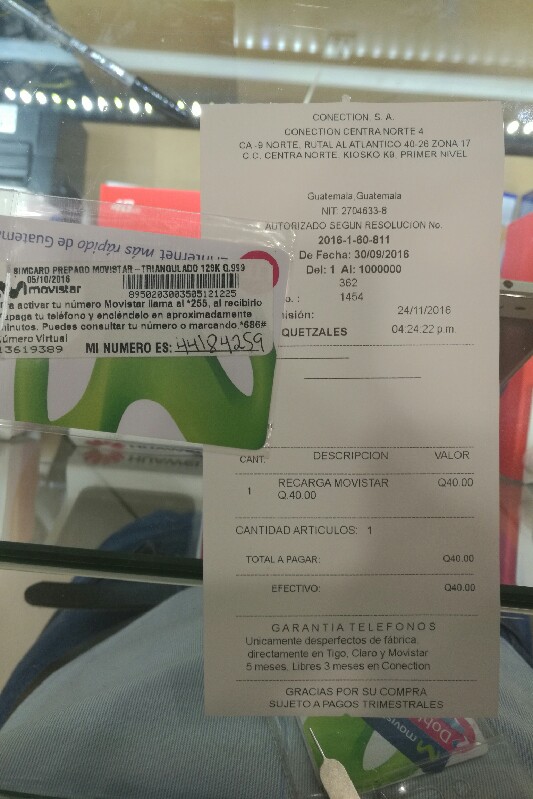 CONECTION S.A.
CONECTION CENTRA NORTE 4
CA-9 NORTE, RUTAL AL ATLANTICO 40-26 ZONA 17
C.C. CENTRA NORTE, KIOSKO K9, PRIMER NIVEL
Guatemala,Guatemala
NIT: 2704633-8
AUTORIZADO SEGUN RESOLUCION No.
2016-1-80-811
De Fecha: 30/09/2016
Del: 1 Al: 1000000
362
o. : 1454
isión: 24/11/2016
QUETZALES 04:24:22 p.m.
internet más rápido de Guatema
SIMCARD PREPAGO MOVISTAR - TRIANGULADO 129K Q.999
05/10/2016
movistar
8950203003505121225
ra activar tu número Movistar llama al *255, al recibirlo
apaga tu teléfono y enciéndelo en aproximadamente
minutos. Puedes consultar tu número o marcando *686#
úmero Virtual
13619389 MI NUMERO ES: 44184259
HUAWEI
CANT. DESCRIPCION VALOR
1 RECARGA MOVISTAR Q40.00
Q.40.00
CANTIDAD ARTICULOS: 1
TOTAL A PAGAR: Q40.00
EFECTIVO: Q40.00
GARANTIA TELEFONOS
Unicamente desperfectos de fábrica,
directamente en Tigo, Claro y Movistar
5 meses, Libres 3 meses en Conection
GRACIAS POR SU COMPRA
SUJETO A PAGOS TRIMESTRALES